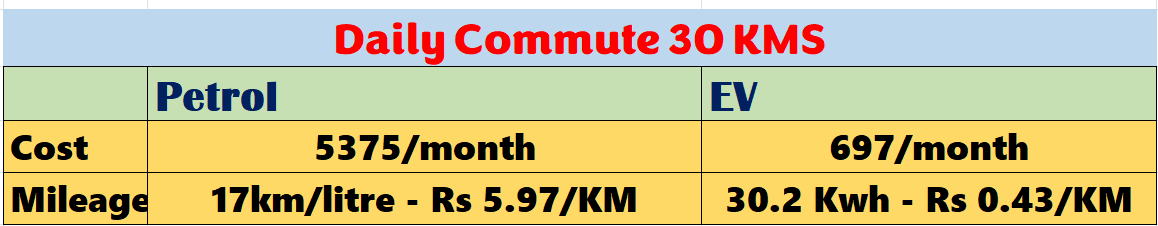 Daily Commute 30 KMS
Petrol EV
Cost 5375/month 697/month
Mileage 17km/litre - Rs 5.97/KM 30.2 Kwh - Rs 0.43/KM